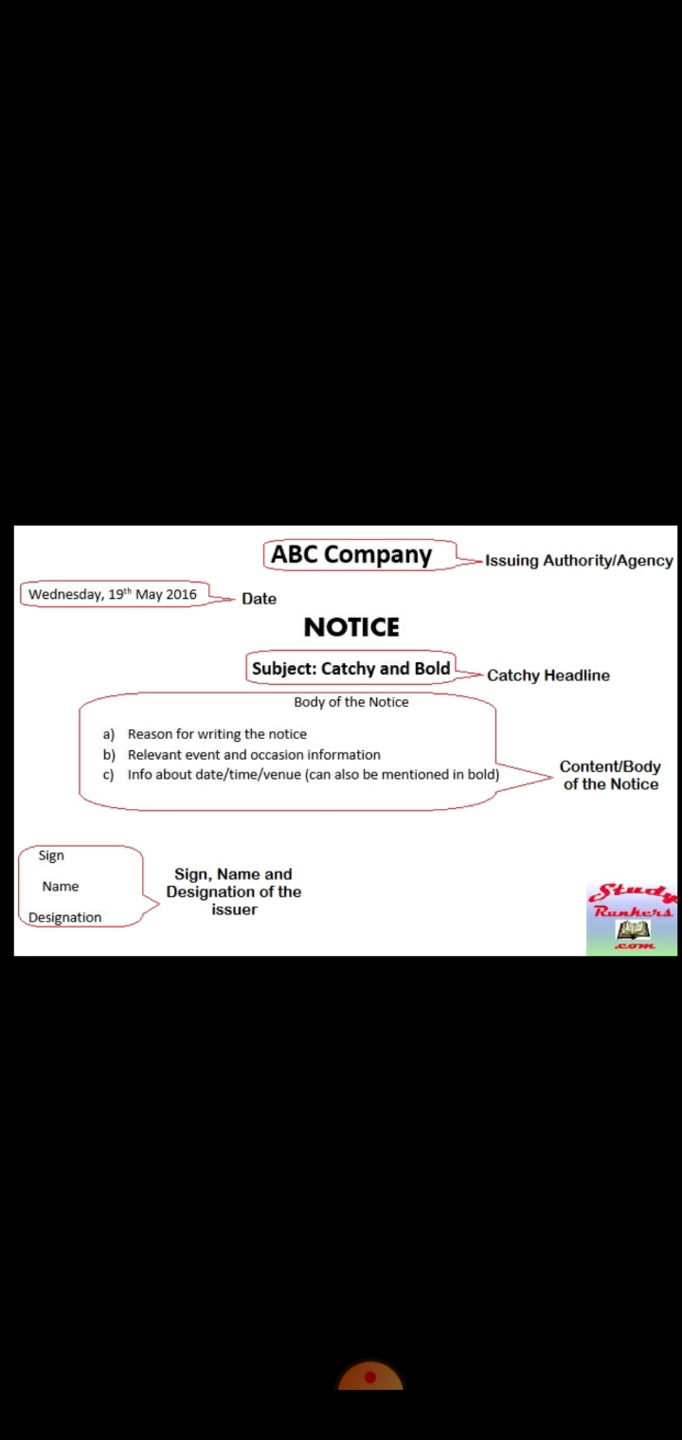 ABC Company
Issuing Authority/Agency
Wednesday, 19th May 2016
Date
NOTICE
Subject: Catchy and Bold
Catchy Headline
Body of the Notice
a) Reason for writing the notice
b) Relevant event and occasion information
c) Info about date/time/venue (can also be mentioned in bold)
Content/Body
of the Notice
Sign
Name
Designation
Sign, Name and
Designation of the
issuer
Study
Rankers
.com